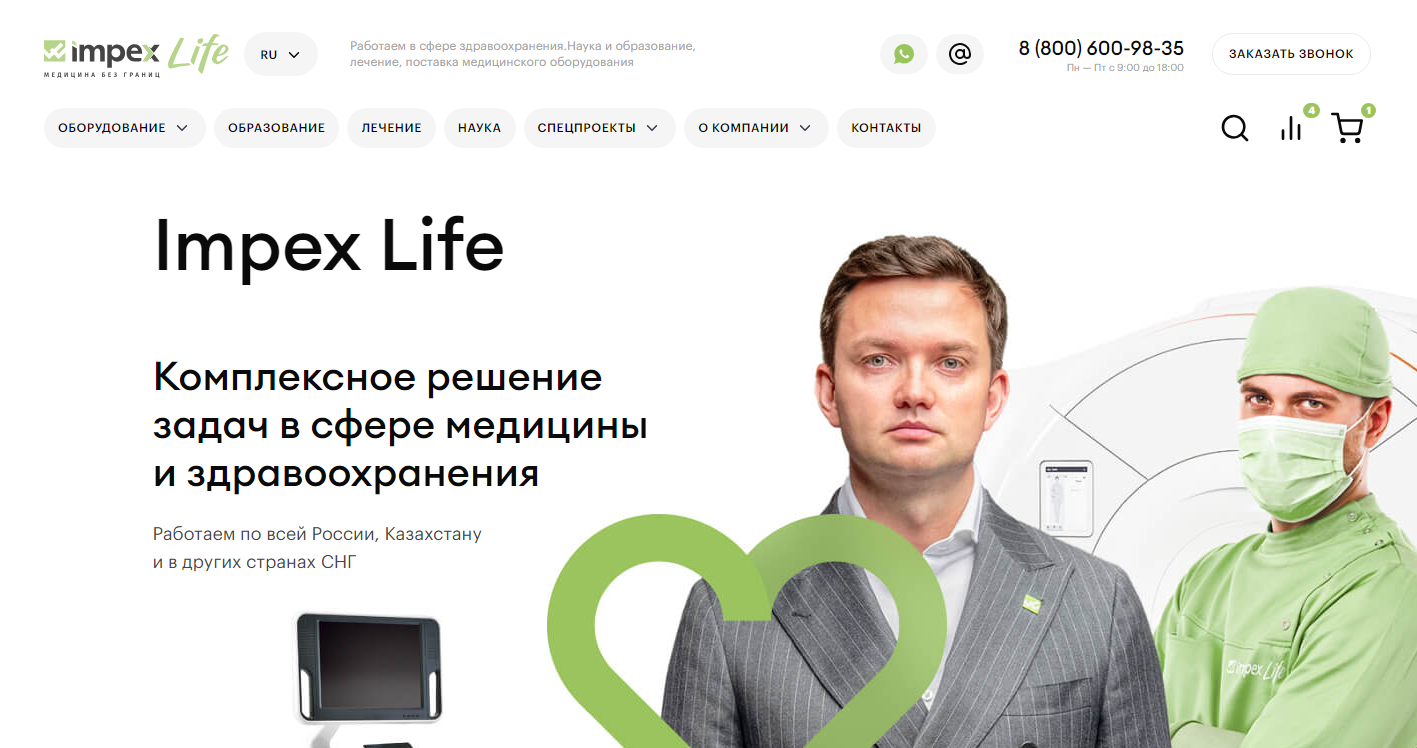 impex Life
МЕДИЦИНА БЕЗ ГРАНИЦ
RU
Работаем в сфере здравоохранения.Наука и образование,
лечение, поставка медицинского оборудования
8 (800) 600-98-35
Пн — Пт с 9:00 до 18:00
ЗАКАЗАТЬ ЗВОНОК
ОБОРУДОВАНИЕ
ОБРАЗОВАНИЕ
ЛЕЧЕНИЕ
НАУКА
СПЕЦПРОЕКТЫ
О КОМПАНИИ
КОНТАКТЫ
4
1
Impex Life
Комплексное решение
задач в сфере медицины
и здравоохранения
Работаем по всей России, Казахстану
и в других странах СНГ
impex Life